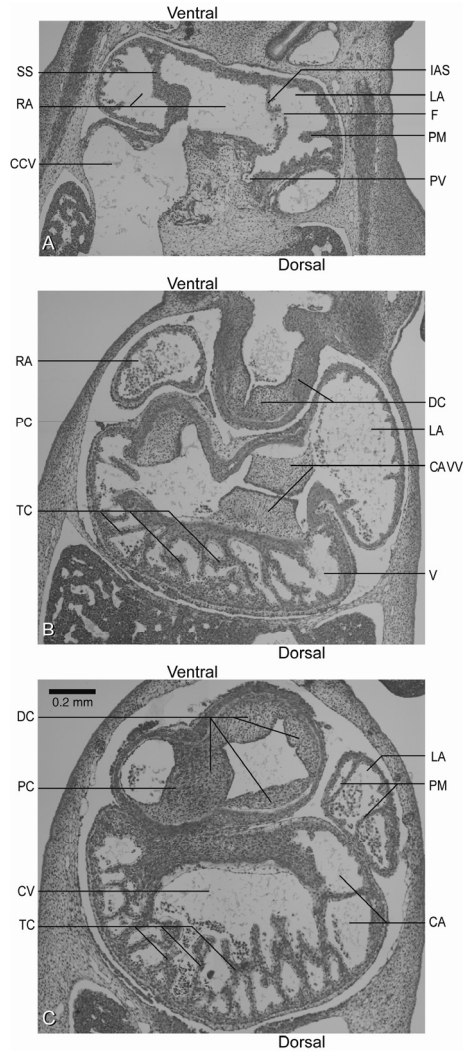 Ventral
SS
RA
CCV
IAS
LA
F
PM
PV
A
Dorsal
Ventral
RA
PC
TC
DC
LA
CAVV
V
B
Dorsal
Ventral
0.2 mm
DC
PC
CV
TC
LA
PM
CA
C
Dorsal